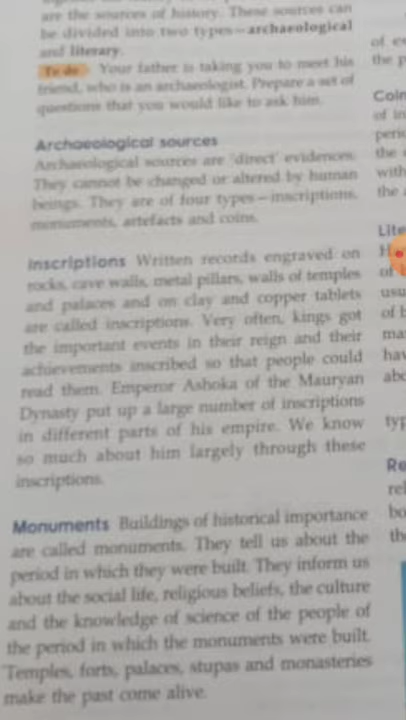 are the sources of history. These sources can
be divided into two types—archaeological
and literary.
To do Your father is taking you to meet his
friend, who is an archaeologist. Prepare a set of
questions that you would like to ask him.
Archaeological sources
Archaeological sources are 'direct' evidences.
They cannot be changed or altered by human
beings. They are of four types—inscriptions,
monuments, artefacts and coins.
Inscriptions Written records engraved on
rocks, cave walls, metal pillars, walls of temples
and palaces and on clay and copper tablets
are called inscriptions. Very often, kings got
the important events in their reign and their
achievements inscribed so that people could
read them. Emperor Ashoka of the Mauryan
Dynasty put up a large number of inscriptions
in different parts of his empire. We know
so much about him largely through these
inscriptions.
Monuments Buildings of historical importance
are called monuments. They tell us about the
period in which they were built. They inform us
about the social life, religious beliefs, the culture
and the knowledge of science of the people of
the period in which the monuments were built.
Temples, forts, palaces, stupas and monasteries
make the past come alive.